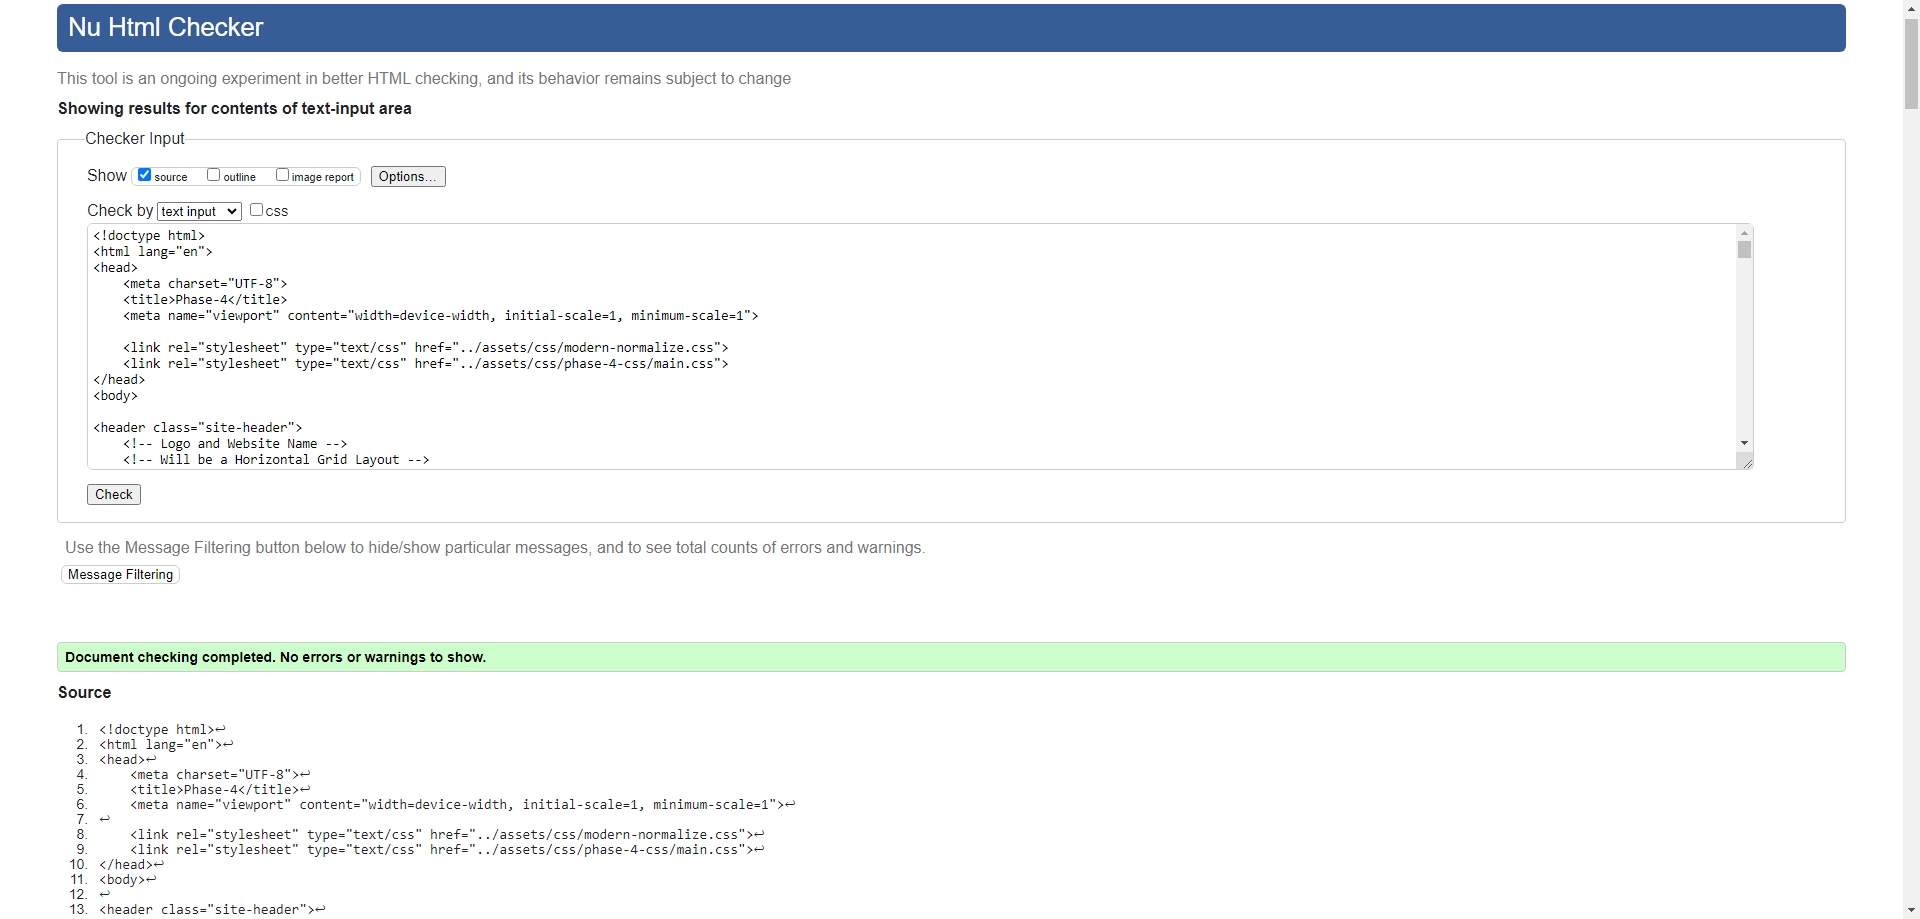 Nu Html Checker
This tool is an ongoing experiment in better HTML checking, and its behavior remains subject to change
Showing results for contents of text-input area
Checker Input
Show source outline image report Options...
Check by text input css
<!doctype html>
<html lang="en">
<head>
    <meta charset="UTF-8">
    <title>Phase-4</title>
    <meta name="viewport" content="width=device-width, initial-scale=1, minimum-scale=1">

    <link rel="stylesheet" type="text/css" href="../assets/css/modern-normalize.css">
    <link rel="stylesheet" type="text/css" href="../assets/css/phase-4-css/main.css">
</head>
<body>

<header class="site-header">
    <!-- Logo and Website Name -->
    <!-- Will be a Horizontal Grid Layout -->
Check
Use the Message Filtering button below to hide/show particular messages, and to see total counts of errors and warnings.
Message Filtering
Document checking completed. No errors or warnings to show.
Source
1. <!doctype html>↩
2. <html lang="en">↩
3. <head>↩
4.     <meta charset="UTF-8">↩
5.     <title>Phase-4</title>↩
6.     <meta name="viewport" content="width=device-width, initial-scale=1, minimum-scale=1">↩
7. ↩
8.     <link rel="stylesheet" type="text/css" href="../assets/css/modern-normalize.css">↩
9.     <link rel="stylesheet" type="text/css" href="../assets/css/phase-4-css/main.css">↩
10. </head>↩
11. <body>↩
12. ↩
13. <header class="site-header">↩